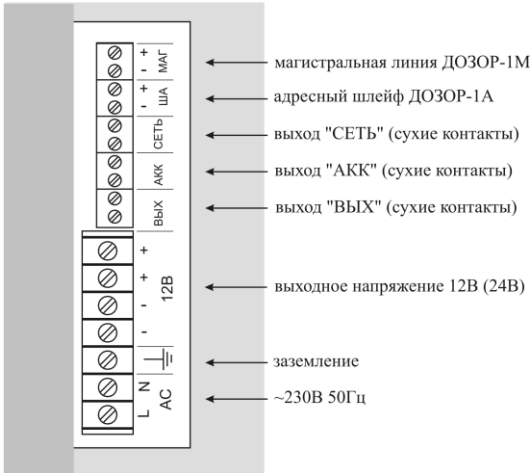 + - МАГ
магистральная линия ДОЗОР-1М
+ - ША
адресный шлейф ДОЗОР-1А
СЕТЬ
выход "СЕТЬ" (сухие контакты)
АКК
выход "АКК" (сухие контакты)
ВЫХ
выход "ВЫХ" (сухие контакты)
+ + - - 12В
выходное напряжение 12В (24В)
заземление
L N AC
~230В 50Гц